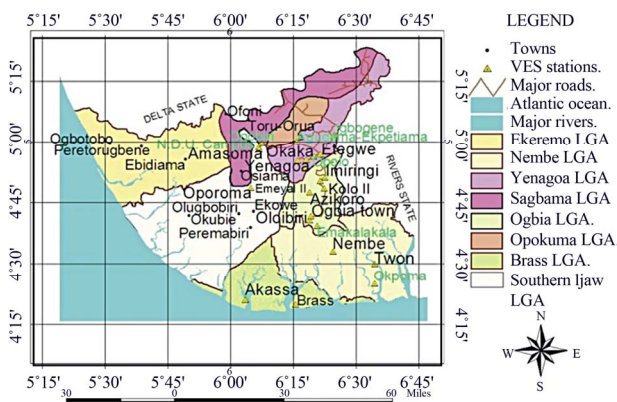 5°15' 5°30' 5°45' 6°00' 6°15' 6°30' 6°45'
6
5°15'
5°00'
4°45'
4°30'
4°15'
DELTA STATE
Ofoni
Toru-Orua
Ogbotobo
Peretorugbene
N.D.U.
Ebidiama
Amasoma
Yenagoa
Okaka
Etegwe
Imiringi
RIVERS STATE
Oporoma
Emeyal II
Kolo II
Azikoro
Olugbobiri
Ekowe
Okubie
Oloibiri
Ogbia town
Peremabiri
Emakalakala
Nembe
Twon
Okpoma
Akassa
Brass
5°15'
5°00'
4°45'
4°30'
4°15'
5°15' 5°30' 5°45' 6°00' 6°15' 6°30' 6°45'
6
30 0 60 Miles
LEGEND
Towns
VES stations.
Major roads.
Atlantic ocean.
Major rivers.
Ekeremo LGA
Nembe LGA
Yenagoa LGA
Sagbama LGA
Ogbia LGA.
Opokuma LGA
Brass LGA.
Southern Ijaw
LGA
N
W E
S